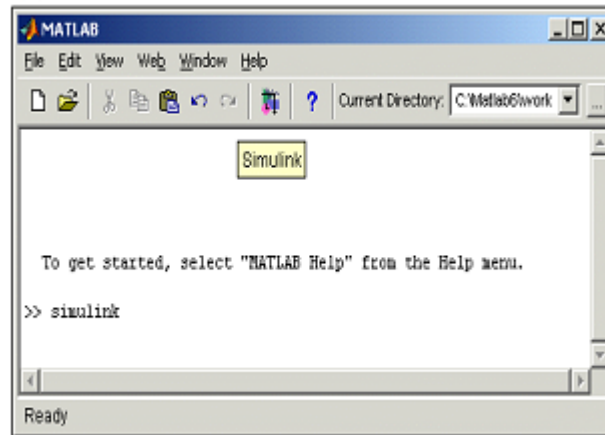 MATLAB
File Edit View Web Window Help
? Current Directory: C:\Matlab6\work ...
Simulink
To get started, select "MATLAB Help" from the Help menu.
>> simulink
Ready